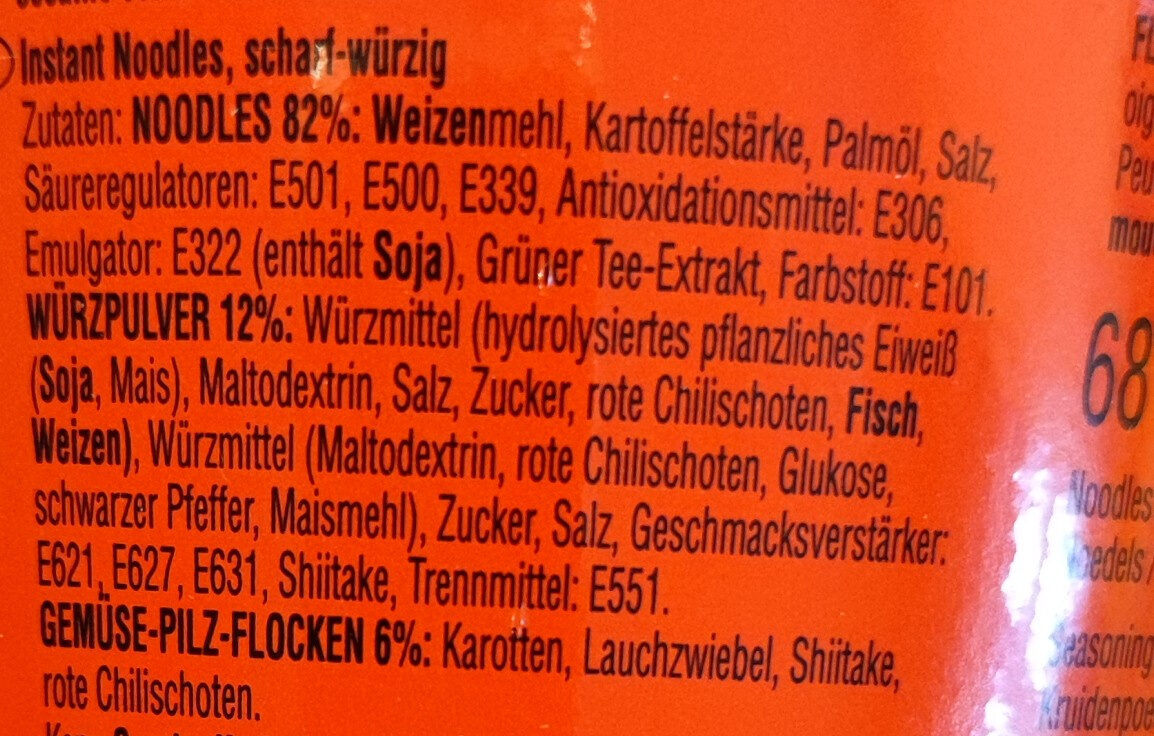 Instant Noodles, scharf-würzig
Zutaten: NOODLES 82%: Weizenmehl, Kartoffelstärke, Palmöl, Salz,
Säureregulatoren: E501, E500, E339, Antioxidationsmittel: E306,
Emulgator: E322 (enthält Soja), Grüner Tee-Extrakt, Farbstoff: E101.
WÜRZPULVER 12%: Würzmittel (hydrolysiertes pflanzliches Eiweiß
(Soja, Mais), Maltodextrin, Salz, Zucker, rote Chilischoten, Fisch,
Weizen), Würzmittel (Maltodextrin, rote Chilischoten, Glukose,
schwarzer Pfeffer, Maismehl), Zucker, Salz, Geschmacksverstärker:
E621, E627, E631, Shiitake, Trennmittel: E551.
GEMÜSE-PILZ-FLOCKEN 6%: Karotten, Lauchzwiebel, Shiitake,
rote Chilischoten.
68
Noodles
Seasoning